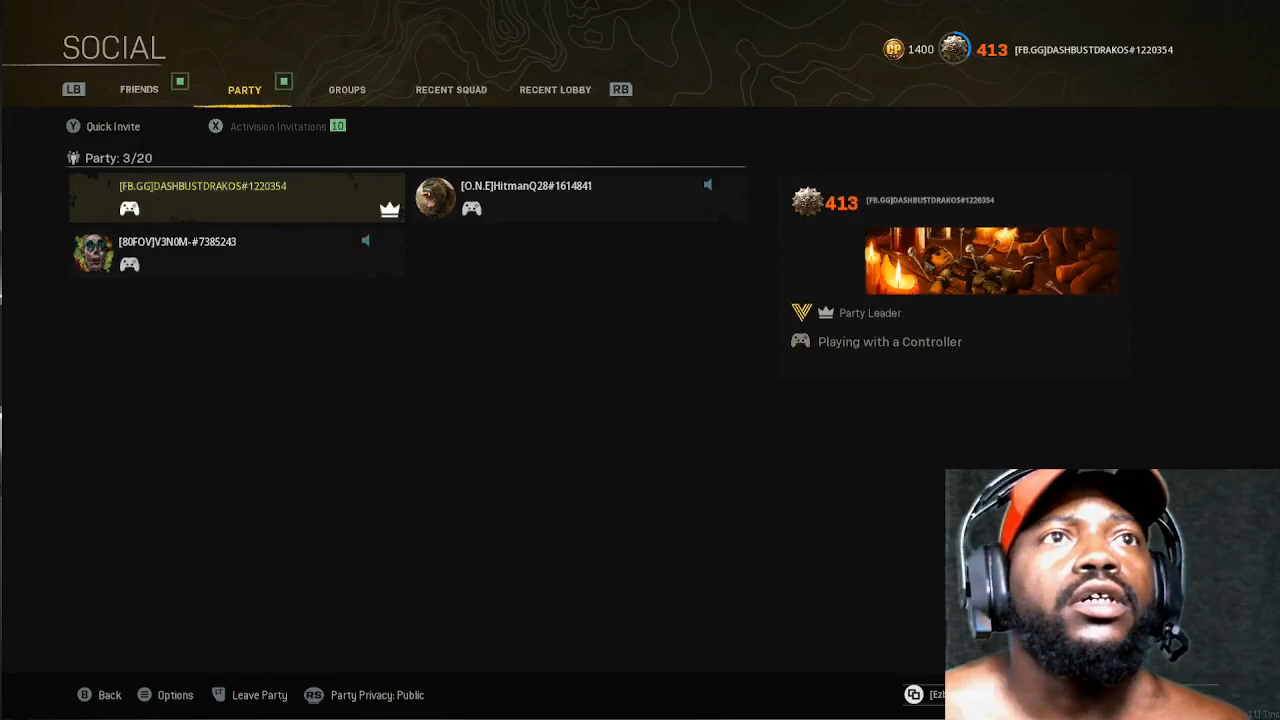 SOCIAL
CP 1400 413 [FB.GG]DASHBUSTDRAKOS#1220354
LB FRIENDS PARTY GROUPS RECENT SQUAD RECENT LOBBY RB
Y Quick Invite X Activision Invitations 10
Party: 3/20
[FB.GG]DASHBUSTDRAKOS#1220354 [O.N.E]HitmanQ28#1614841
[80FOV]V3N0M-#7385243
413 [FB.GG]DASHBUSTDRAKOS#1220354
Party Leader
Playing with a Controller
B Back Options LT Leave Party RS Party Privacy: Public